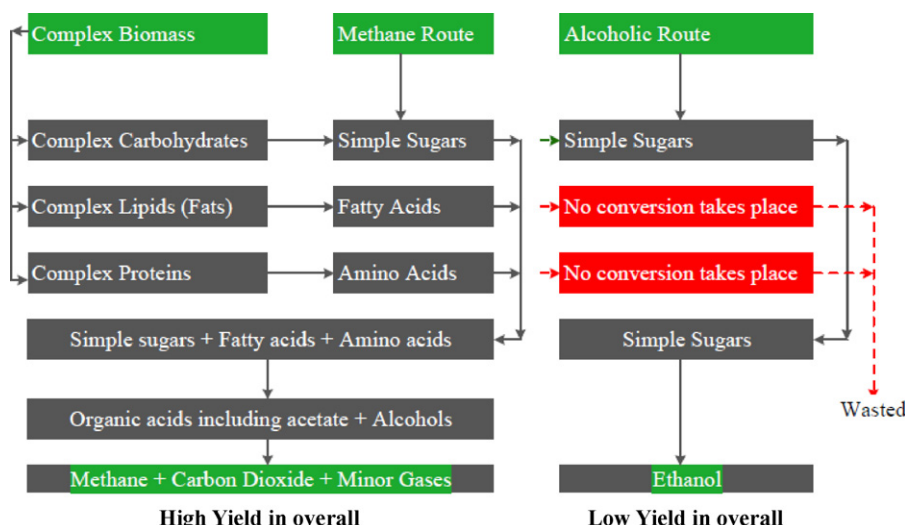 Complex Biomass
Methane Route
Alcoholic Route
Complex Carbohydrates
Simple Sugars
Simple Sugars
Complex Lipids (Fats)
Fatty Acids
No conversion takes place
Complex Proteins
Amino Acids
No conversion takes place
Simple sugars + Fatty acids + Amino acids
Simple Sugars
Organic acids including acetate + Alcohols
Wasted
Methane + Carbon Dioxide + Minor Gases
Ethanol
High Yield in overall
Low Yield in overall